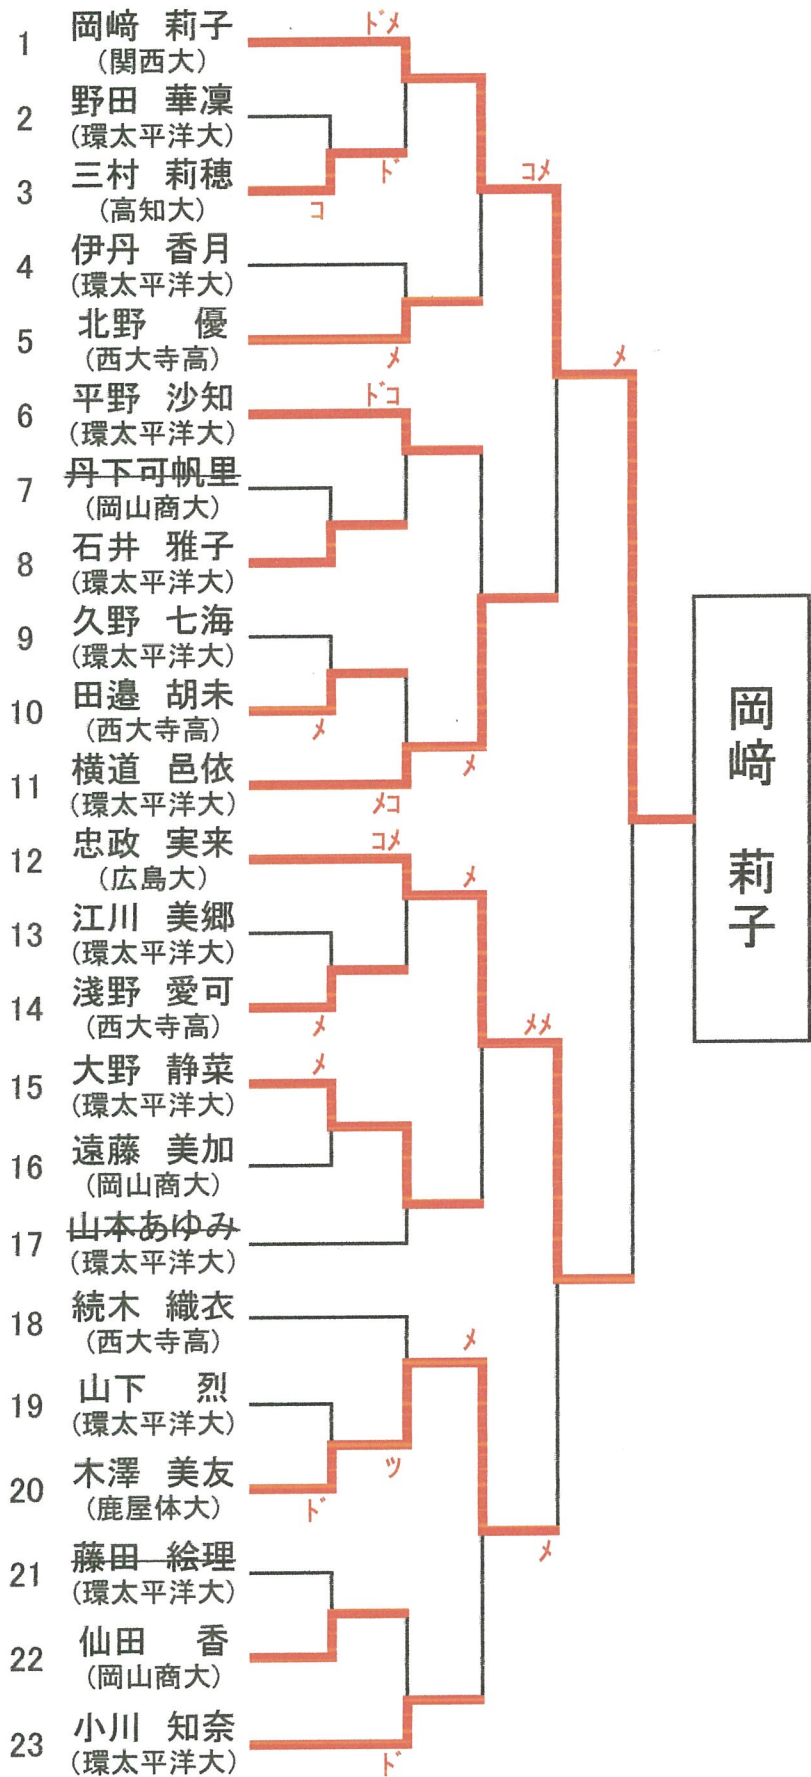 1 岡﨑 莉子 ﾄﾞﾒ
(関西大)
2 野田 華凜
(環太平洋大)
ﾄﾞ
3 三村 莉穂
(高知大)
コ
コメ
4 伊丹 香月
(環太平洋大)
5 北野 優
(西大寺高)
メ
メ
6 平野 沙知 ﾄﾞコ
(環太平洋大)
7 丹下可帆里
(岡山商大)
8 石井 雅子
(環太平洋大)
9 久野 七海
(環太平洋大)
10 田邉 胡未
(西大寺高)
メ
メ
11 横道 邑依
(環太平洋大)
メコ
岡﨑 莉子
12 忠政 実来 コメ
(広島大)
メ
13 江川 美郷
(環太平洋大)
14 淺野 愛可
(西大寺高)
メ
メメ
15 大野 静菜 メ
(環太平洋大)
16 遠藤 美加
(岡山商大)
17 山本あゆみ
(環太平洋大)
18 続木 織衣
(西大寺高)
メ
19 山下 烈
(環太平洋大)
ツ
20 木澤 美友
(鹿屋体大)
ﾄﾞ
メ
21 藤田 絵理
(環太平洋大)
22 仙田 香
(岡山商大)
23 小川 知奈
(環太平洋大)
ﾄﾞ